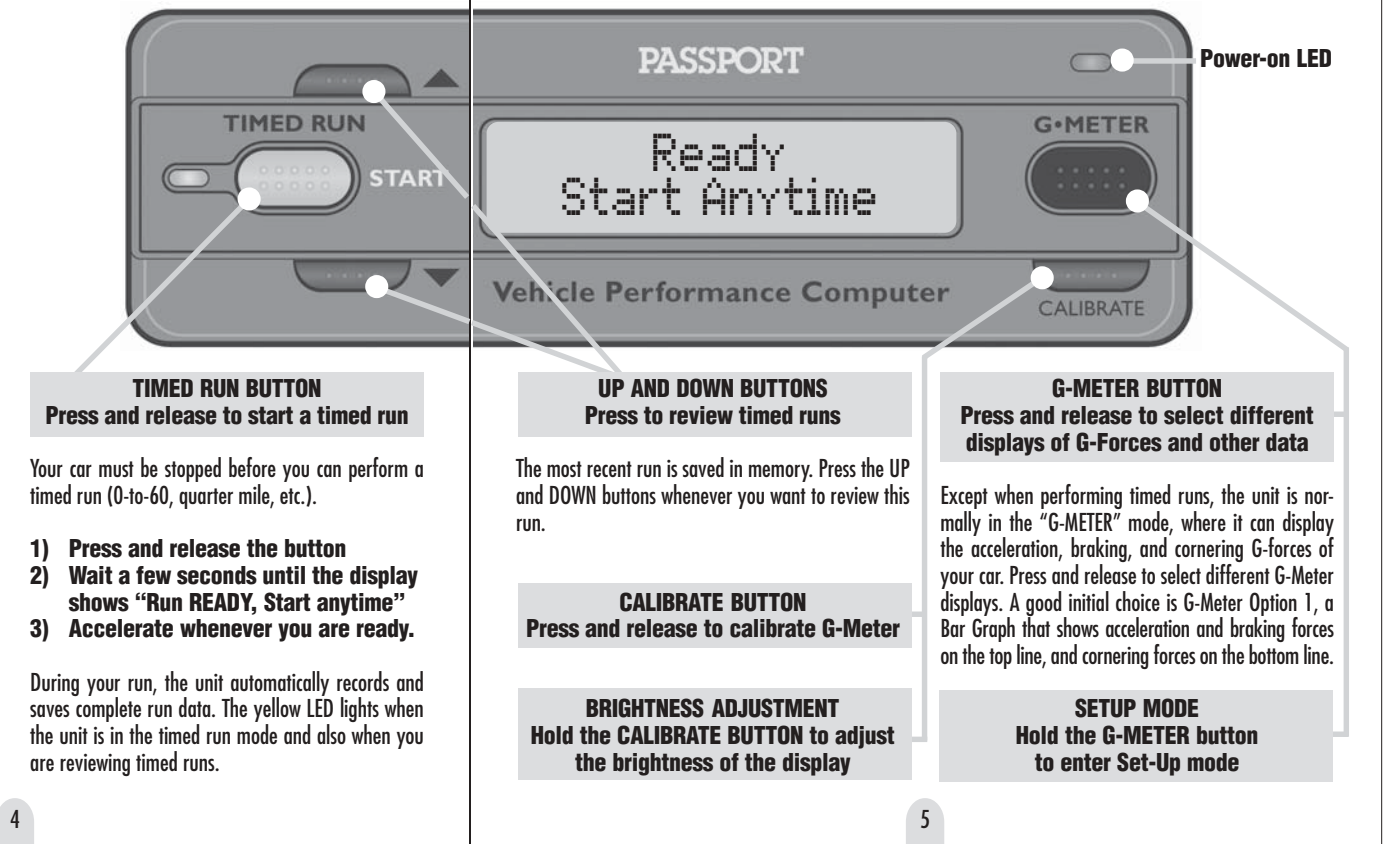 PASSPORT
Power-on LED
TIMED RUN
START
Ready
Start Anytime
G•METER
Vehicle Performance Computer
CALIBRATE
TIMED RUN BUTTON
Press and release to start a timed run
Your car must be stopped before you can perform a
timed run (0-to-60, quarter mile, etc.).
1) Press and release the button
2) Wait a few seconds until the display
shows “Run READY, Start anytime”
3) Accelerate whenever you are ready.
During your run, the unit automatically records and
saves complete run data. The yellow LED lights when
the unit is in the timed run mode and also when you
are reviewing timed runs.
4
UP AND DOWN BUTTONS
Press to review timed runs
The most recent run is saved in memory. Press the UP
and DOWN buttons whenever you want to review this
run.
CALIBRATE BUTTON
Press and release to calibrate G-Meter
BRIGHTNESS ADJUSTMENT
Hold the CALIBRATE BUTTON to adjust
the brightness of the display
G-METER BUTTON
Press and release to select different
displays of G-Forces and other data
Except when performing timed runs, the unit is nor-
mally in the “G-METER” mode, where it can display
the acceleration, braking, and cornering G-forces of
your car. Press and release to select different G-Meter
displays. A good initial choice is G-Meter Option 1, a
Bar Graph that shows acceleration and braking forces
on the top line, and cornering forces on the bottom line.
SETUP MODE
Hold the G-METER button
to enter Set-Up mode
5